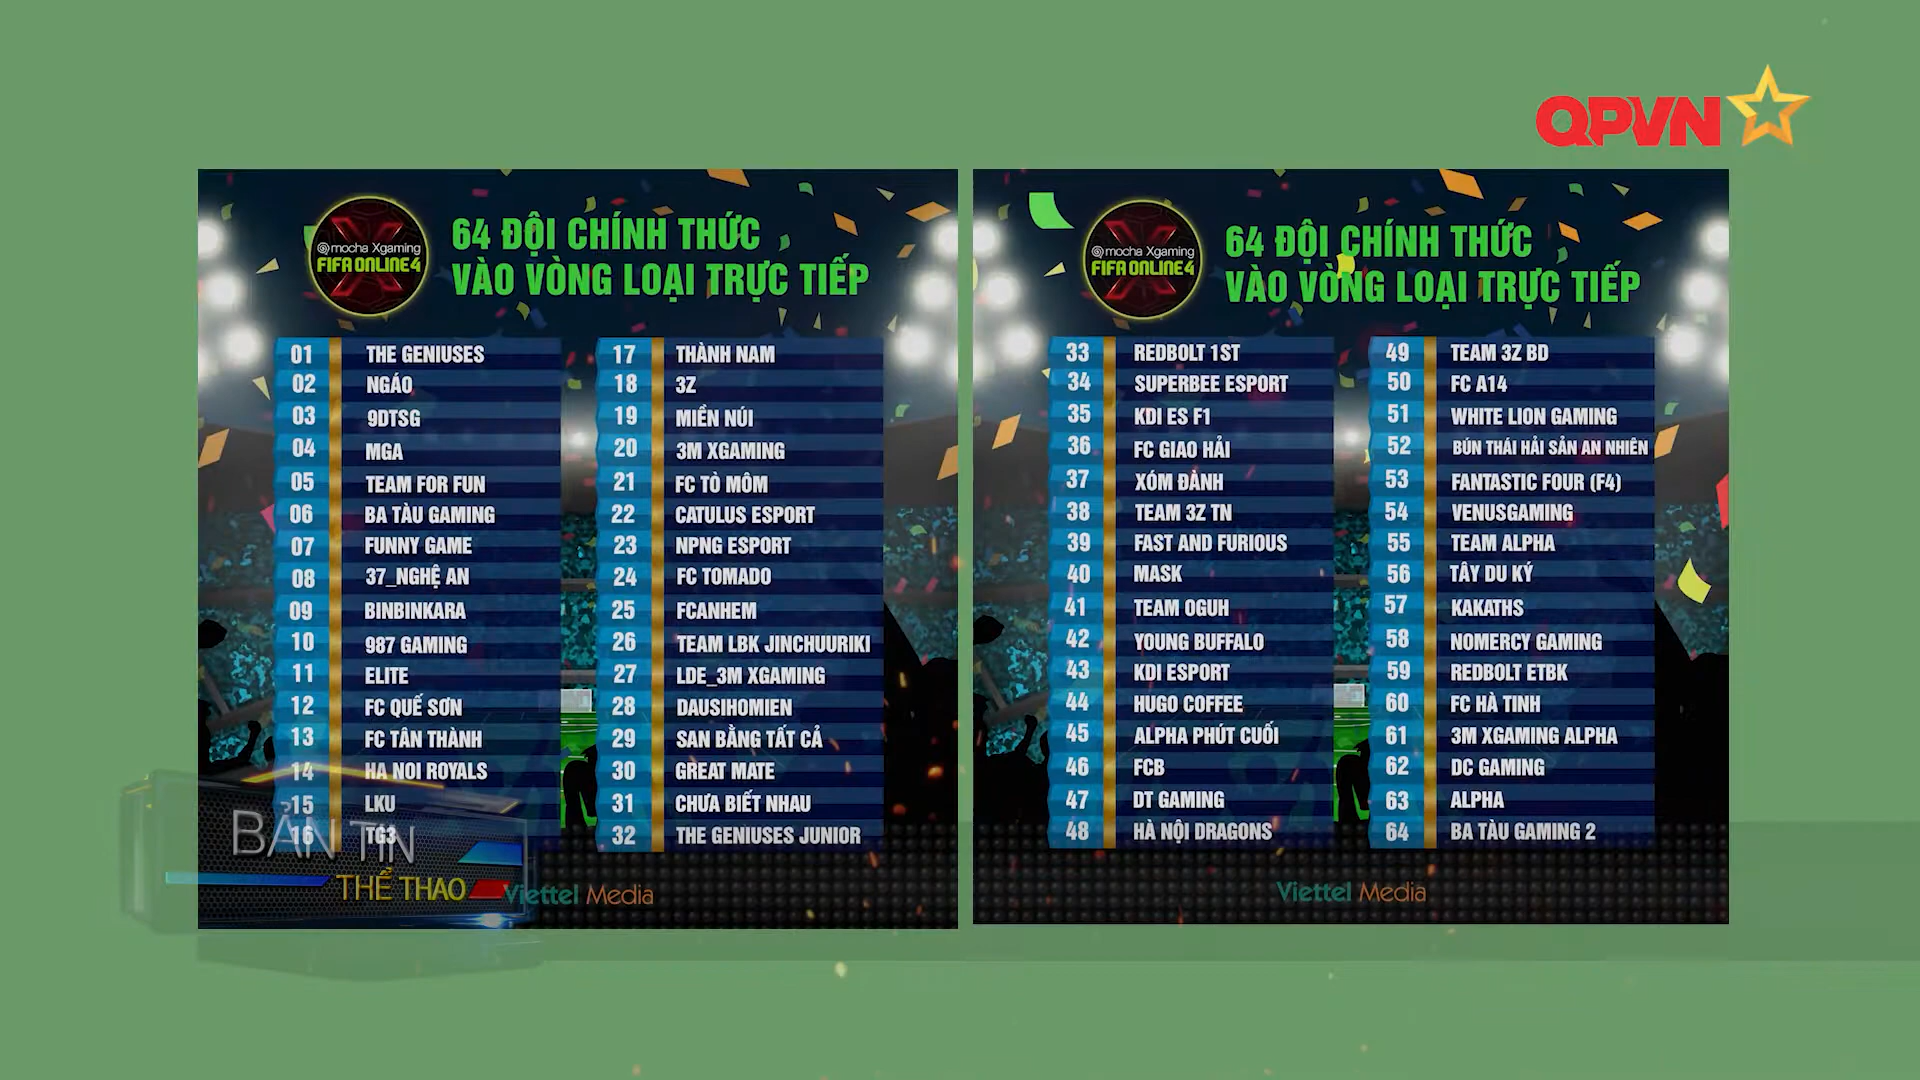 QPVN
mocha Xgaming
FIFA ONLINE 4
64 ĐỘI CHÍNH THỨC
VÀO VÒNG LOẠI TRỰC TIẾP
01 THE GENIUSES
02 NGÁO
03 9DTSG
04 MGA
05 TEAM FOR FUN
06 BA TÀU GAMING
07 FUNNY GAME
08 37_NGHỆ AN
09 BINBINKARA
10 987 GAMING
11 ELITE
12 FC QUẾ SƠN
13 FC TÂN THÀNH
14 HA NOI ROYALS
15 LKU
16 TG3
17 THÀNH NAM
18 3Z
19 MIỀN NÚI
20 3M XGAMING
21 FC TÒ MÔM
22 CATULUS ESPORT
23 NPNG ESPORT
24 FC TOMADO
25 FCANHEM
26 TEAM LBK JINCHUURIKI
27 LDE_3M XGAMING
28 DAUSIHOMIEN
29 SAN BẰNG TẤT CẢ
30 GREAT MATE
31 CHƯA BIẾT NHAU
32 THE GENIUSES JUNIOR
BẢN TIN
THỂ THAO
Viettel Media
mocha Xgaming
FIFA ONLINE 4
64 ĐỘI CHÍNH THỨC
VÀO VÒNG LOẠI TRỰC TIẾP
33 REDBOLT 1ST
34 SUPERBEE ESPORT
35 KDI ES F1
36 FC GIAO HẢI
37 XÓM ĐÀNH
38 TEAM 3Z TN
39 FAST AND FURIOUS
40 MASK
41 TEAM OGUH
42 YOUNG BUFFALO
43 KDI ESPORT
44 HUGO COFFEE
45 ALPHA PHÚT CUỐI
46 FCB
47 DT GAMING
48 HÀ NỘI DRAGONS
49 TEAM 3Z BD
50 FC A14
51 WHITE LION GAMING
52 BÚN THÁI HẢI SẢN AN NHIÊN
53 FANTASTIC FOUR (F4)
54 VENUSGAMING
55 TEAM ALPHA
56 TÂY DU KÝ
57 KAKATHS
58 NOMERCY GAMING
59 REDBOLT ETBK
60 FC HÀ TINH
61 3M XGAMING ALPHA
62 DC GAMING
63 ALPHA
64 BA TÀU GAMING 2
Viettel Media